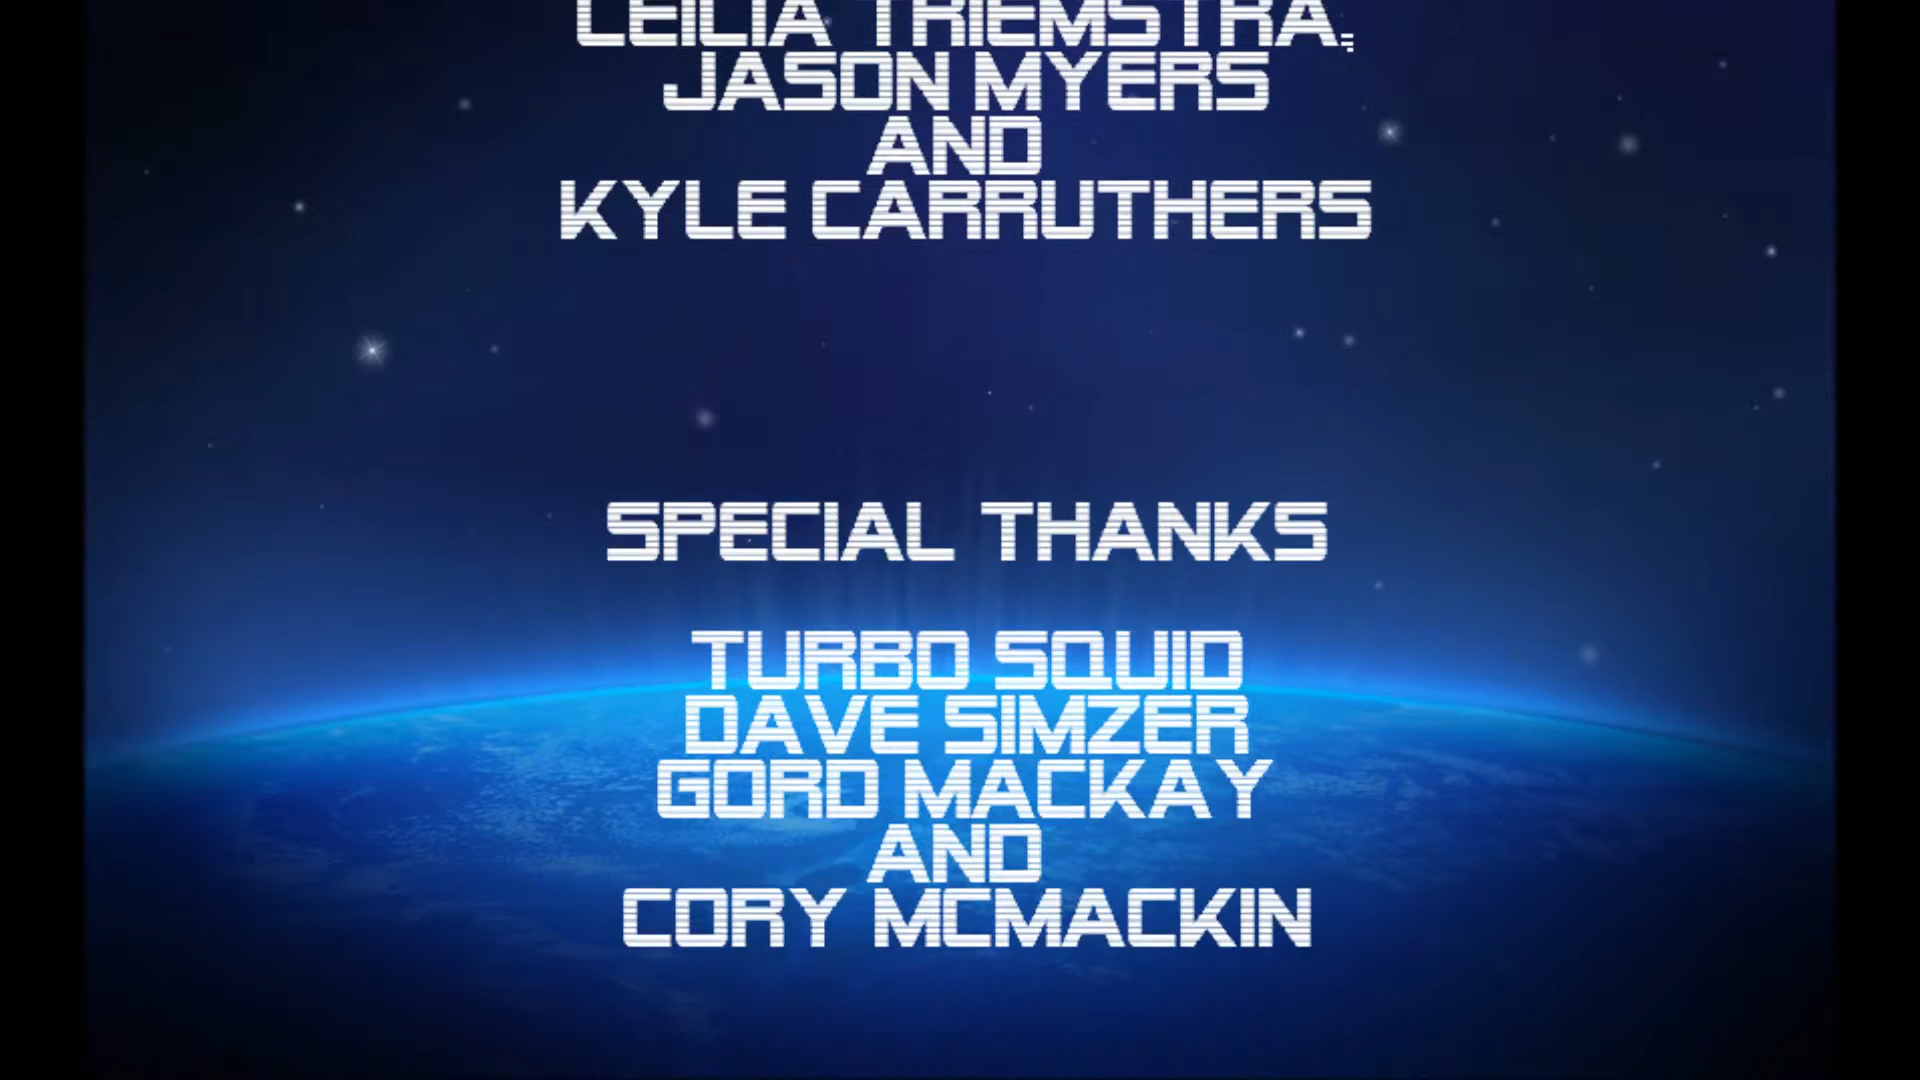 LEILIA TRIEMSTRA,
JASON MYERS
AND
KYLE CARRUTHERS
SPECIAL THANKS
TURBO SQUID
DAVE SIMZER
GORD MACKAY
AND
CORY MCMACKIN